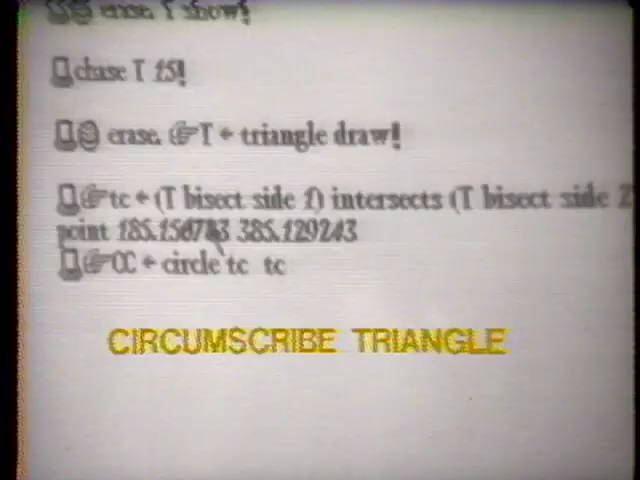 erase. T show!
chase T 15!
erase. ☞T ← triangle draw!
☞tc ← (T bisect side 1) intersects (T bisect side 2
point 185.156783 385.129243
☞CC ← circle tc tc
CIRCUMSCRIBE TRIANGLE